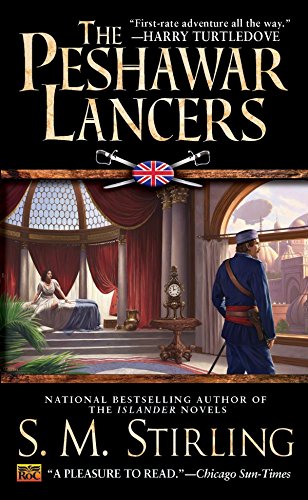 "First-rate adventure all the way."
—HARRY TURTLEDOVE
THE
PESHAWAR
LANCERS
NATIONAL BESTSELLING AUTHOR OF
THE ISLANDER NOVELS
S. M. STIRLING
ROC
"A PLEASURE TO READ."—Chicago Sun-Times